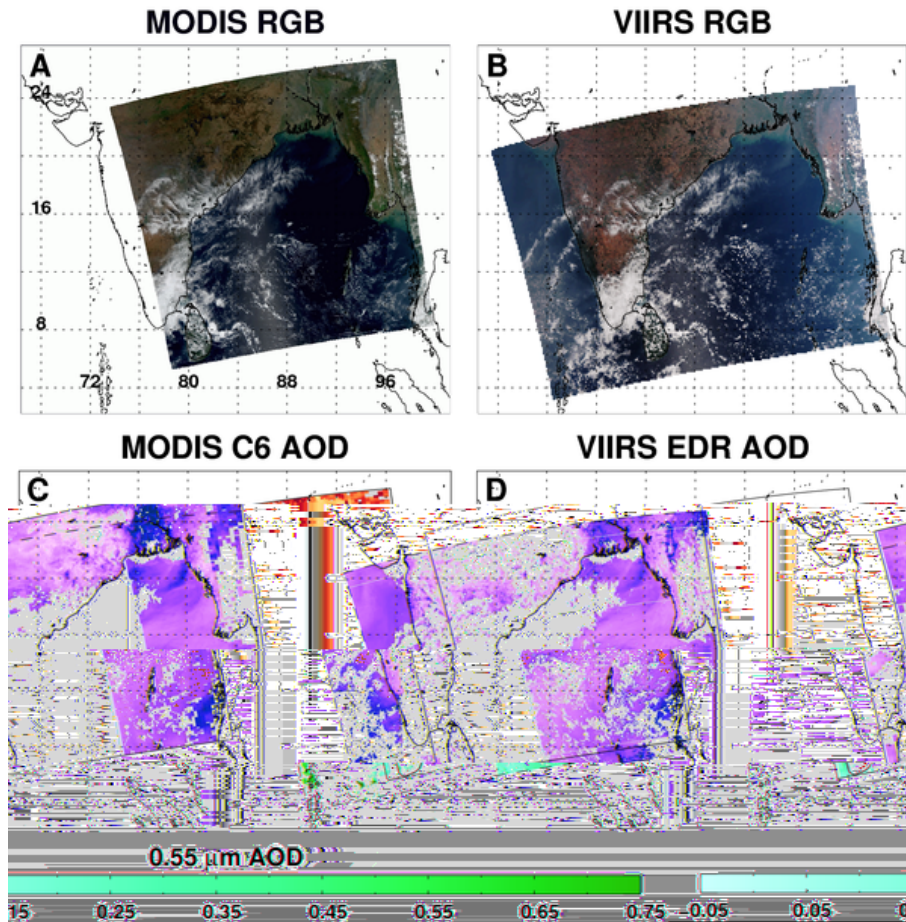 MODIS RGB VIIRS RGB
A B
24
16
8
72 80 88 96
MODIS C6 AOD VIIRS EDR AOD
C D
0.55 μm AOD
15 0.25 0.35 0.45 0.55 0.65 0.75 -0.05 0.05